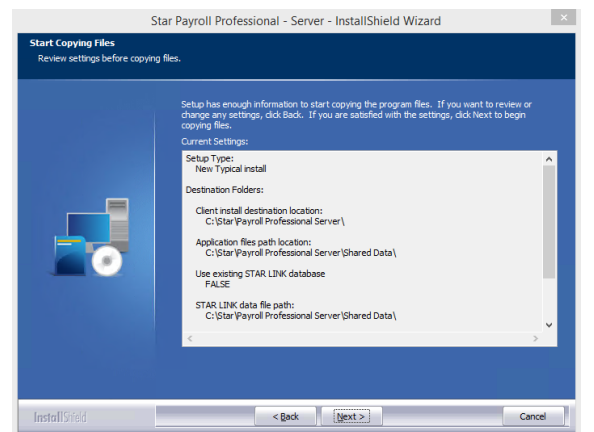 Star Payroll Professional - Server - InstallShield Wizard
Start Copying Files
Review settings before copying files.
Setup has enough information to start copying the program files. If you want to review or
change any settings, click Back. If you are satisfied with the settings, click Next to begin
copying files.
Current Settings:
Setup Type:
New Typical install
Destination Folders:
Client install destination location:
C:\Star\Payroll Professional Server\
Application files path location:
C:\Star\Payroll Professional Server\Shared Data\
Use existing STAR LINK database
FALSE
STAR LINK data file path:
C:\Star\Payroll Professional Server\Shared Data\
InstallShield
< Back
Next >
Cancel